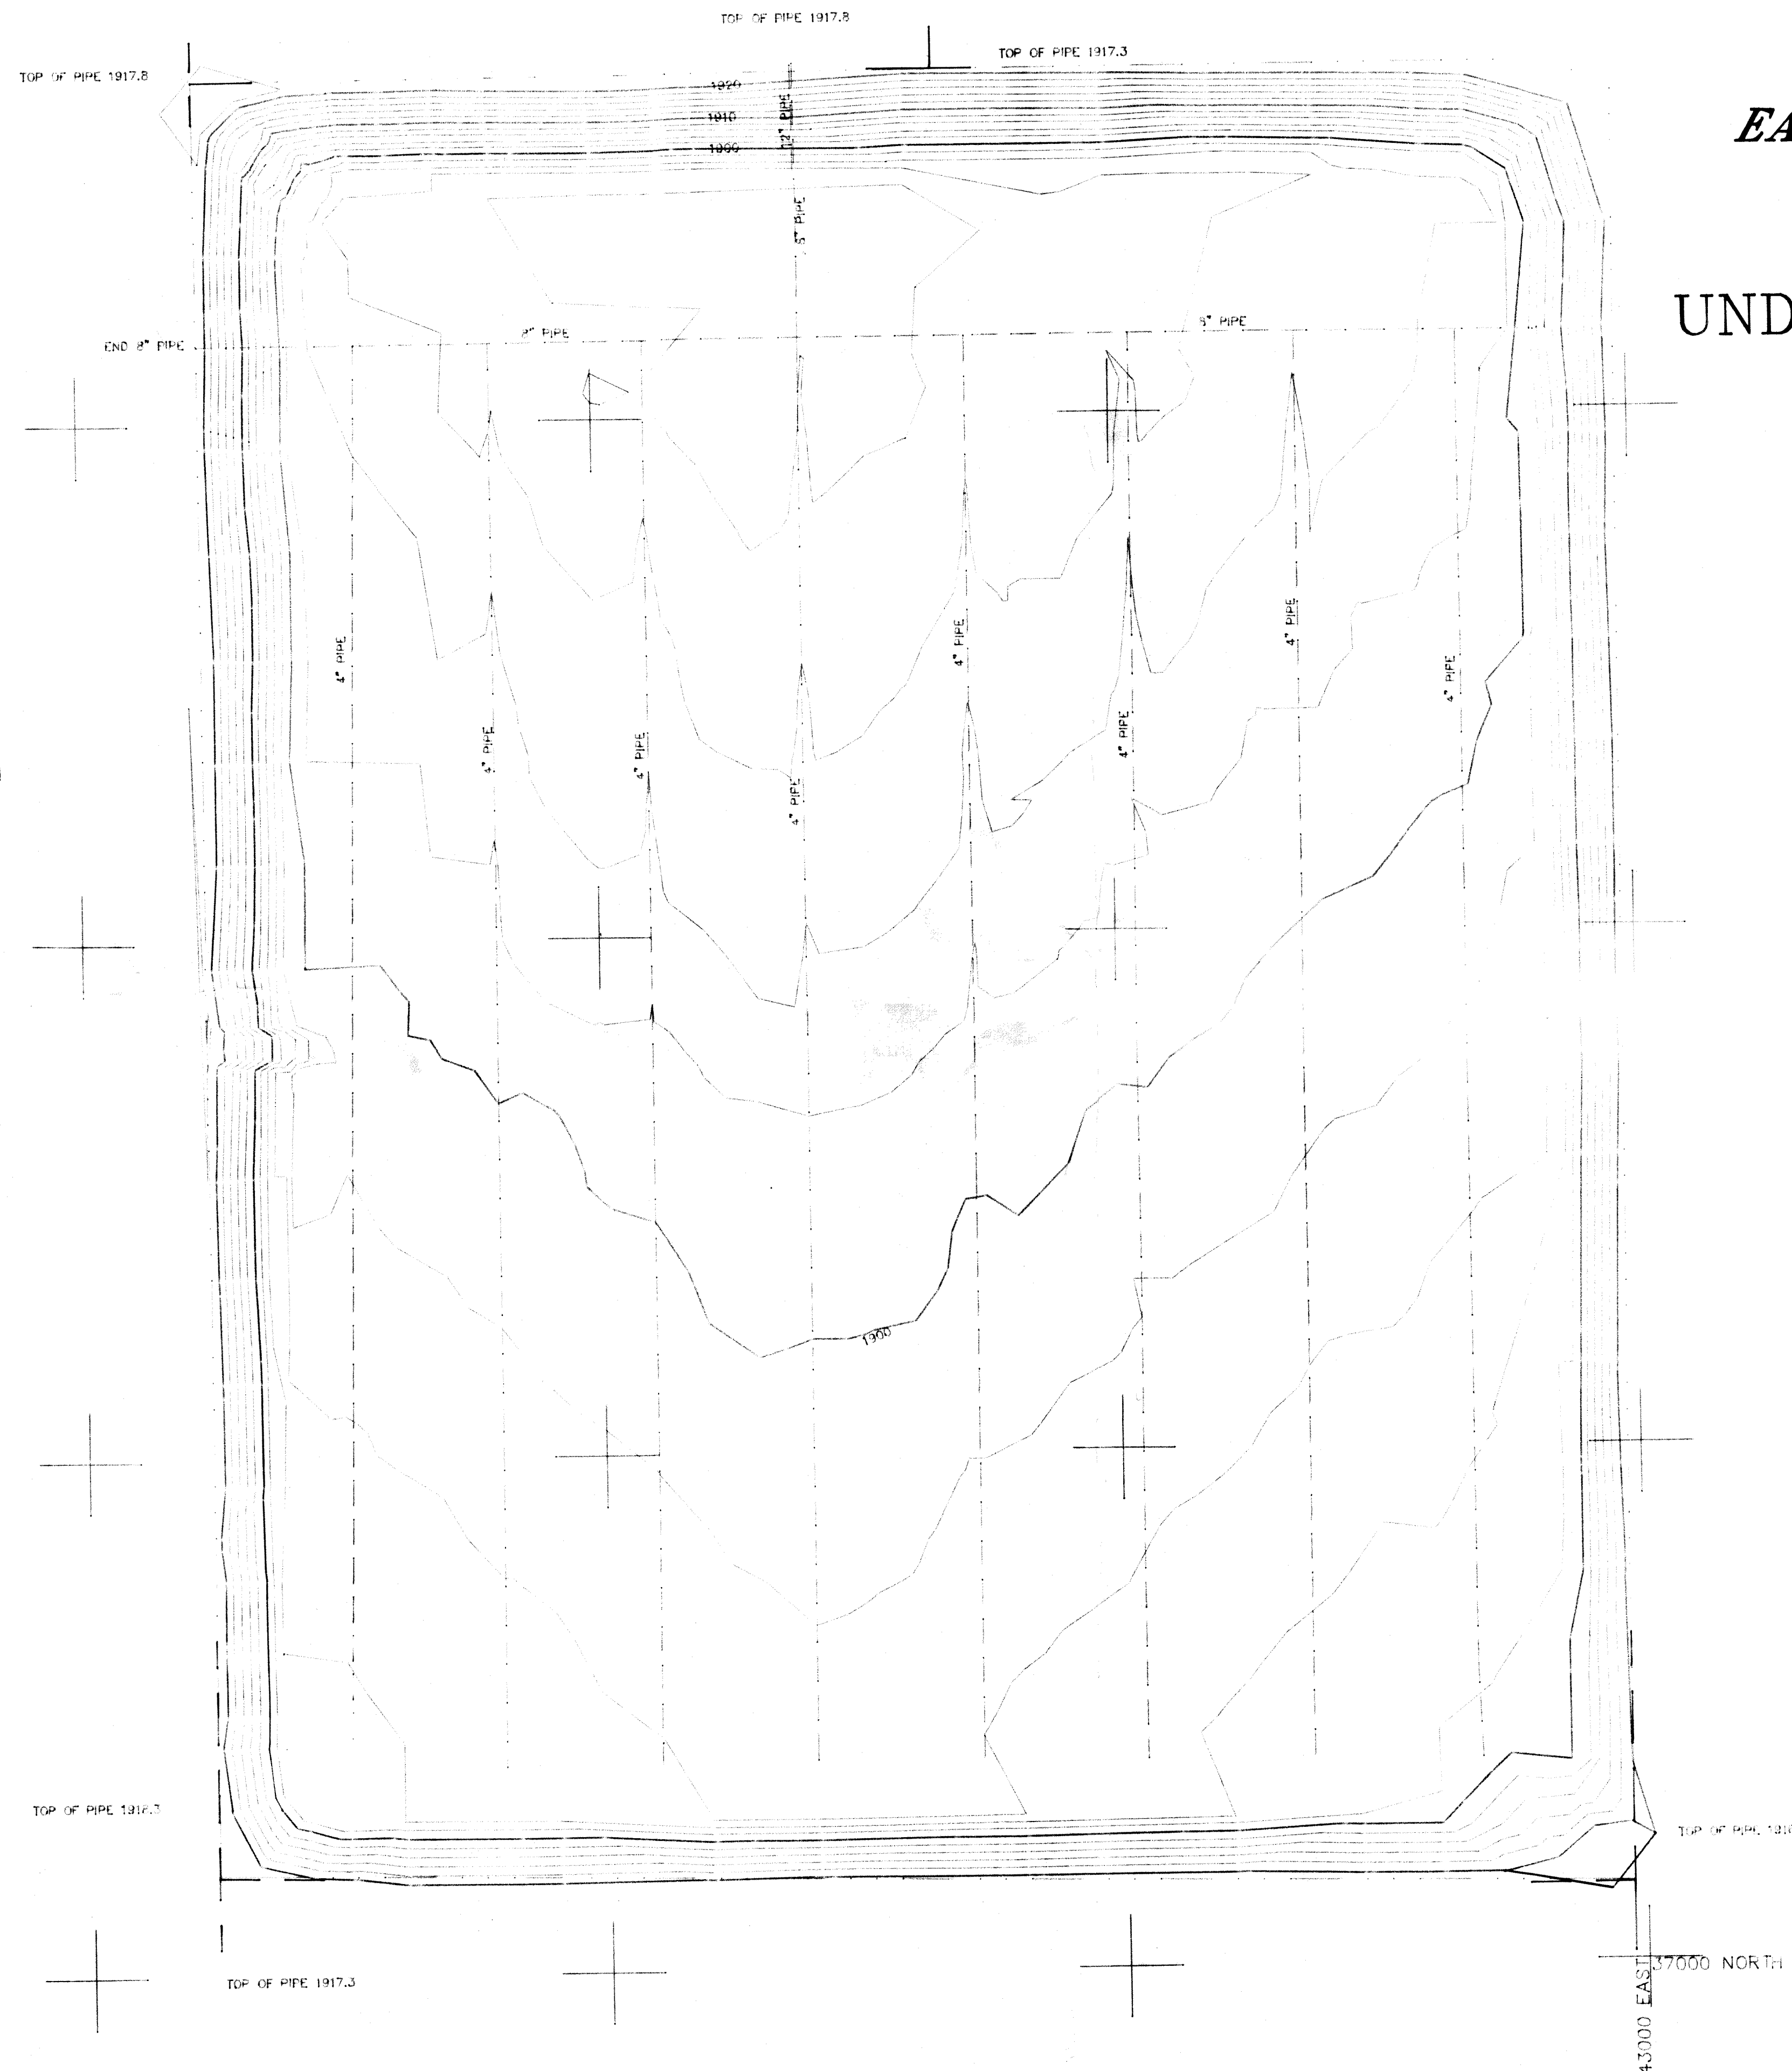 TOP OF PIPE 1917.8
TOP OF PIPE 1917.3
TOP OF PIPE 1917.8
1920
1910
1900
12" PIPE
EA
8" PIPE
UND
8" PIPE
8" PIPE
END 8" PIPE
4" PIPE
4" PIPE
4" PIPE
4" PIPE
4" PIPE
4" PIPE
4" PIPE
4" PIPE
1900
TOP OF PIPE 1918.3
TOP OF PIPE
TOP OF PIPE 1917.3
37000 NORTH
43000 EAST